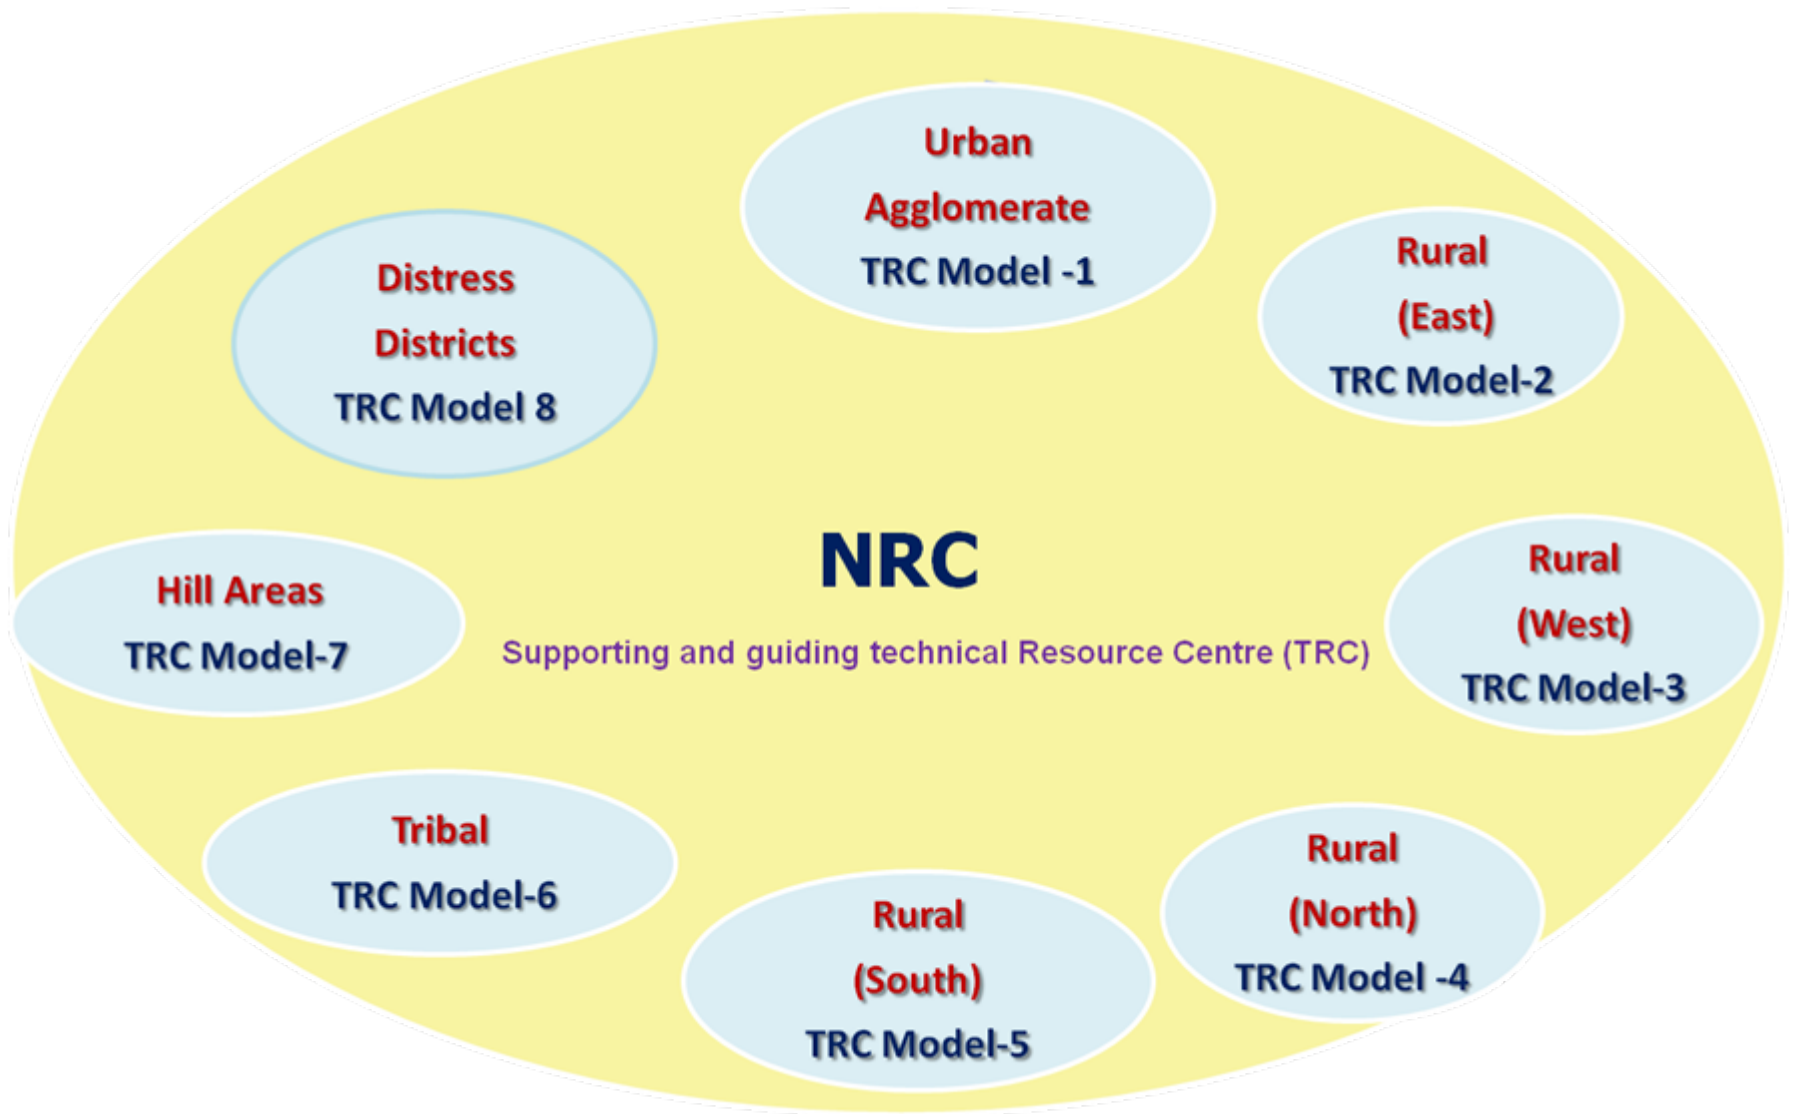 Urban
Agglomerate
TRC Model -1
Rural
(East)
TRC Model-2
Distress
Districts
TRC Model 8
NRC
Supporting and guiding technical Resource Centre (TRC)
Rural
(West)
TRC Model-3
Hill Areas
TRC Model-7
Tribal
TRC Model-6
Rural
(North)
TRC Model -4
Rural
(South)
TRC Model-5